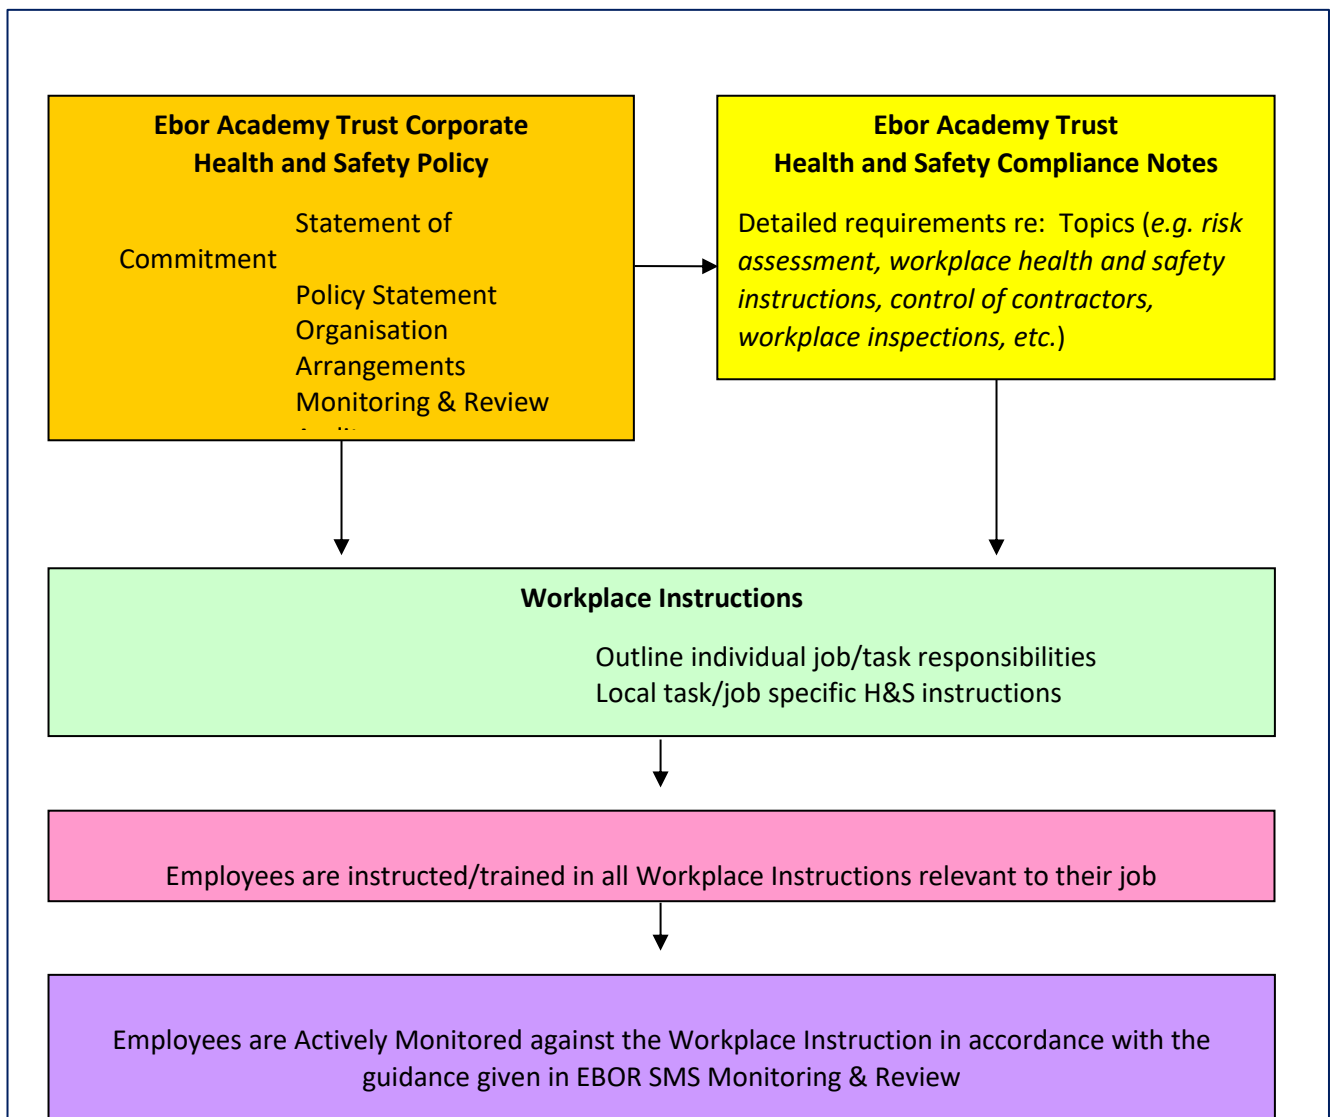 Ebor Academy Trust Corporate
Health and Safety Policy
Statement of
Commitment
Policy Statement
Organisation
Arrangements
Monitoring & Review
Ebor Academy Trust
Health and Safety Compliance Notes
Detailed requirements re: Topics (e.g. risk
assessment, workplace health and safety
instructions, control of contractors,
workplace inspections, etc.)
Workplace Instructions
Outline individual job/task responsibilities
Local task/job specific H&S instructions
Employees are instructed/trained in all Workplace Instructions relevant to their job
Employees are Actively Monitored against the Workplace Instruction in accordance with the
guidance given in EBOR SMS Monitoring & Review